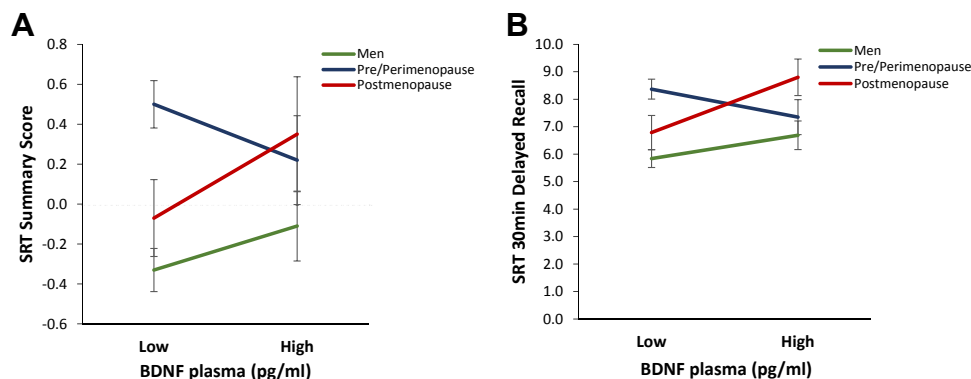 A
SRT Summary Score
0.8
0.6
0.4
0.2
0.0
-0.2
-0.4
-0.6
Men
Pre/Perimenopause
Postmenopause
Low
High
BDNF plasma (pg/ml)
B
SRT 30min Delayed Recall
10.0
9.0
8.0
7.0
6.0
5.0
4.0
3.0
2.0
1.0
0.0
Men
Pre/Perimenopause
Postmenopause
Low
High
BDNF plasma (pg/ml)